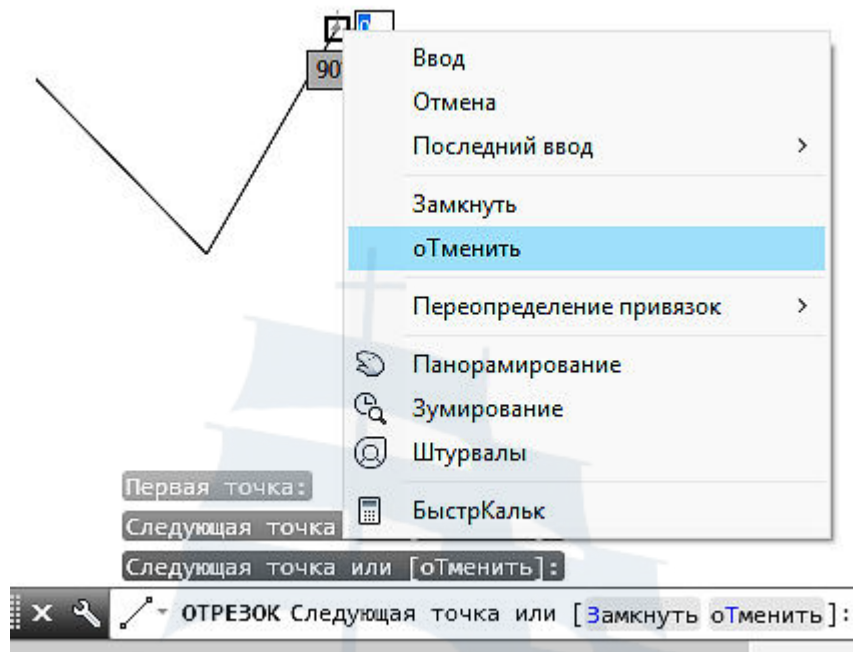 90
Ввод
Отмена
Последний ввод
Замкнуть
оТменить
Переопределение привязок
Панорамирование
Зумирование
Штурвалы
БыстрКальк
Первая точка:
Следующая точка
Следующая точка или [оТменить]:
ОТРЕЗОК Следующая точка или [Замкнуть оТменить]: